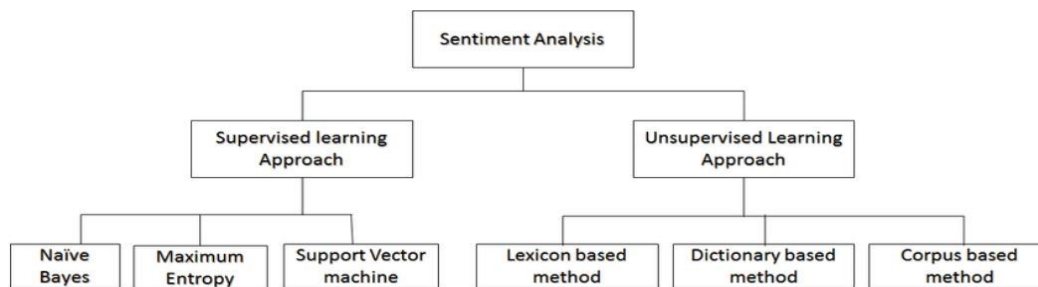 Sentiment Analysis
Supervised learning
Approach
Unsupervised Learning
Approach
Naïve
Bayes
Maximum
Entropy
Support Vector
machine
Lexicon based
method
Dictionary based
method
Corpus based
method